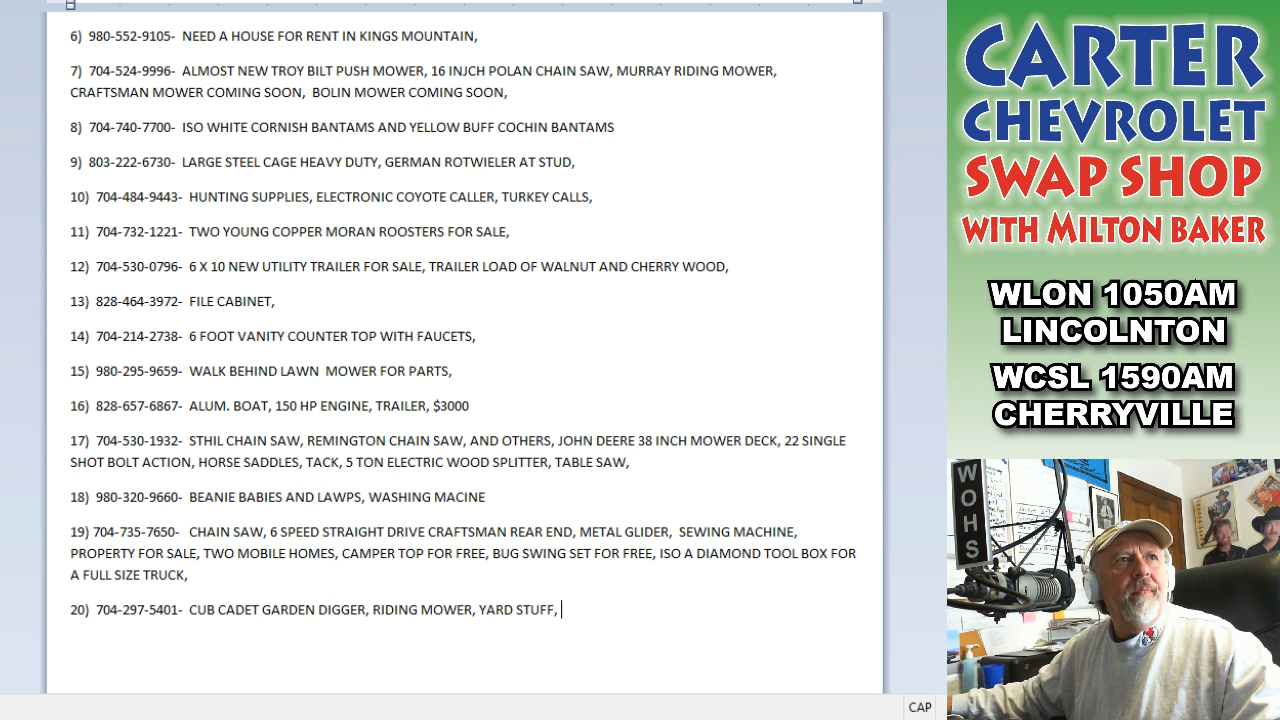 6) 980-552-9105- NEED A HOUSE FOR RENT IN KINGS MOUNTAIN,
7) 704-524-9996- ALMOST NEW TROY BILT PUSH MOWER, 16 INJCH POLAN CHAIN SAW, MURRAY RIDING MOWER,
CRAFTSMAN MOWER COMING SOON, BOLIN MOWER COMING SOON,
8) 704-740-7700- ISO WHITE CORNISH BANTAMS AND YELLOW BUFF COCHIN BANTAMS
9) 803-222-6730- LARGE STEEL CAGE HEAVY DUTY, GERMAN ROTWIELER AT STUD,
10) 704-484-9443- HUNTING SUPPLIES, ELECTRONIC COYOTE CALLER, TURKEY CALLS,
11) 704-732-1221- TWO YOUNG COPPER MORAN ROOSTERS FOR SALE,
12) 704-530-0796- 6 X 10 NEW UTILITY TRAILER FOR SALE, TRAILER LOAD OF WALNUT AND CHERRY WOOD,
13) 828-464-3972- FILE CABINET,
14) 704-214-2738- 6 FOOT VANITY COUNTER TOP WITH FAUCETS,
15) 980-295-9659- WALK BEHIND LAWN MOWER FOR PARTS,
16) 828-657-6867- ALUM. BOAT, 150 HP ENGINE, TRAILER, $3000
17) 704-530-1932- STHIL CHAIN SAW, REMINGTON CHAIN SAW, AND OTHERS, JOHN DEERE 38 INCH MOWER DECK, 22 SINGLE
SHOT BOLT ACTION, HORSE SADDLES, TACK, 5 TON ELECTRIC WOOD SPLITTER, TABLE SAW,
18) 980-320-9660- BEANIE BABIES AND LAWPS, WASHING MACINE
19) 704-735-7650- CHAIN SAW, 6 SPEED STRAIGHT DRIVE CRAFTSMAN REAR END, METAL GLIDER, SEWING MACHINE,
PROPERTY FOR SALE, TWO MOBILE HOMES, CAMPER TOP FOR FREE, BUG SWING SET FOR FREE, ISO A DIAMOND TOOL BOX FOR
A FULL SIZE TRUCK,
20) 704-297-5401- CUB CADET GARDEN DIGGER, RIDING MOWER, YARD STUFF,
CAP
CARTER
CHEVROLET
SWAP SHOP
WITH MILTON BAKER
WLON 1050AM
LINCOLNTON
WCSL 1590AM
CHERRYVILLE
WOHS